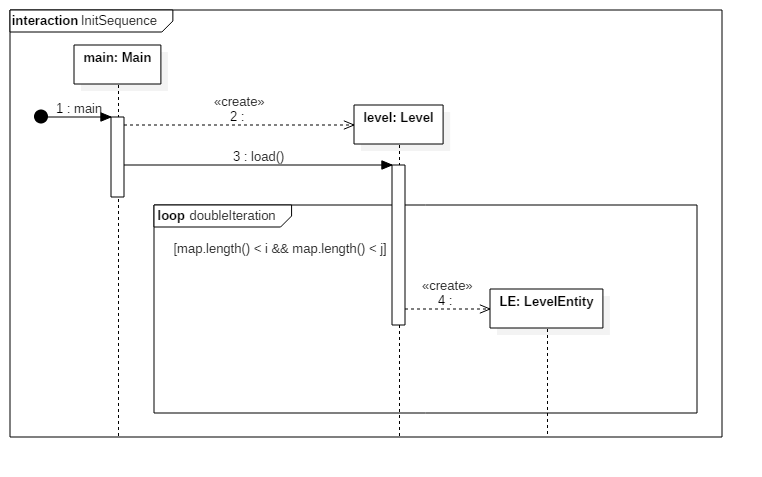 interaction InitSequence
main: Main
1 : main
«create»
2 :
level: Level
3 : load()
loop doubleIteration
[map.length() < i && map.length() < j]
«create»
4 :
LE: LevelEntity